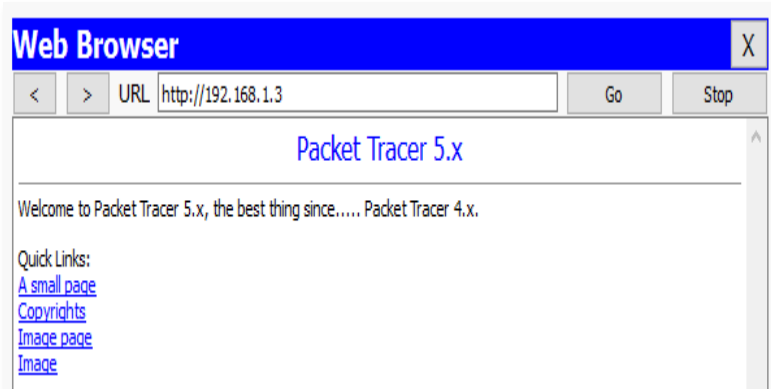 Web Browser X
< > URL http://192.168.1.3 Go Stop
Packet Tracer 5.x
Welcome to Packet Tracer 5.x, the best thing since..... Packet Tracer 4.x.
Quick Links:
A small page
Copyrights
Image page
Image